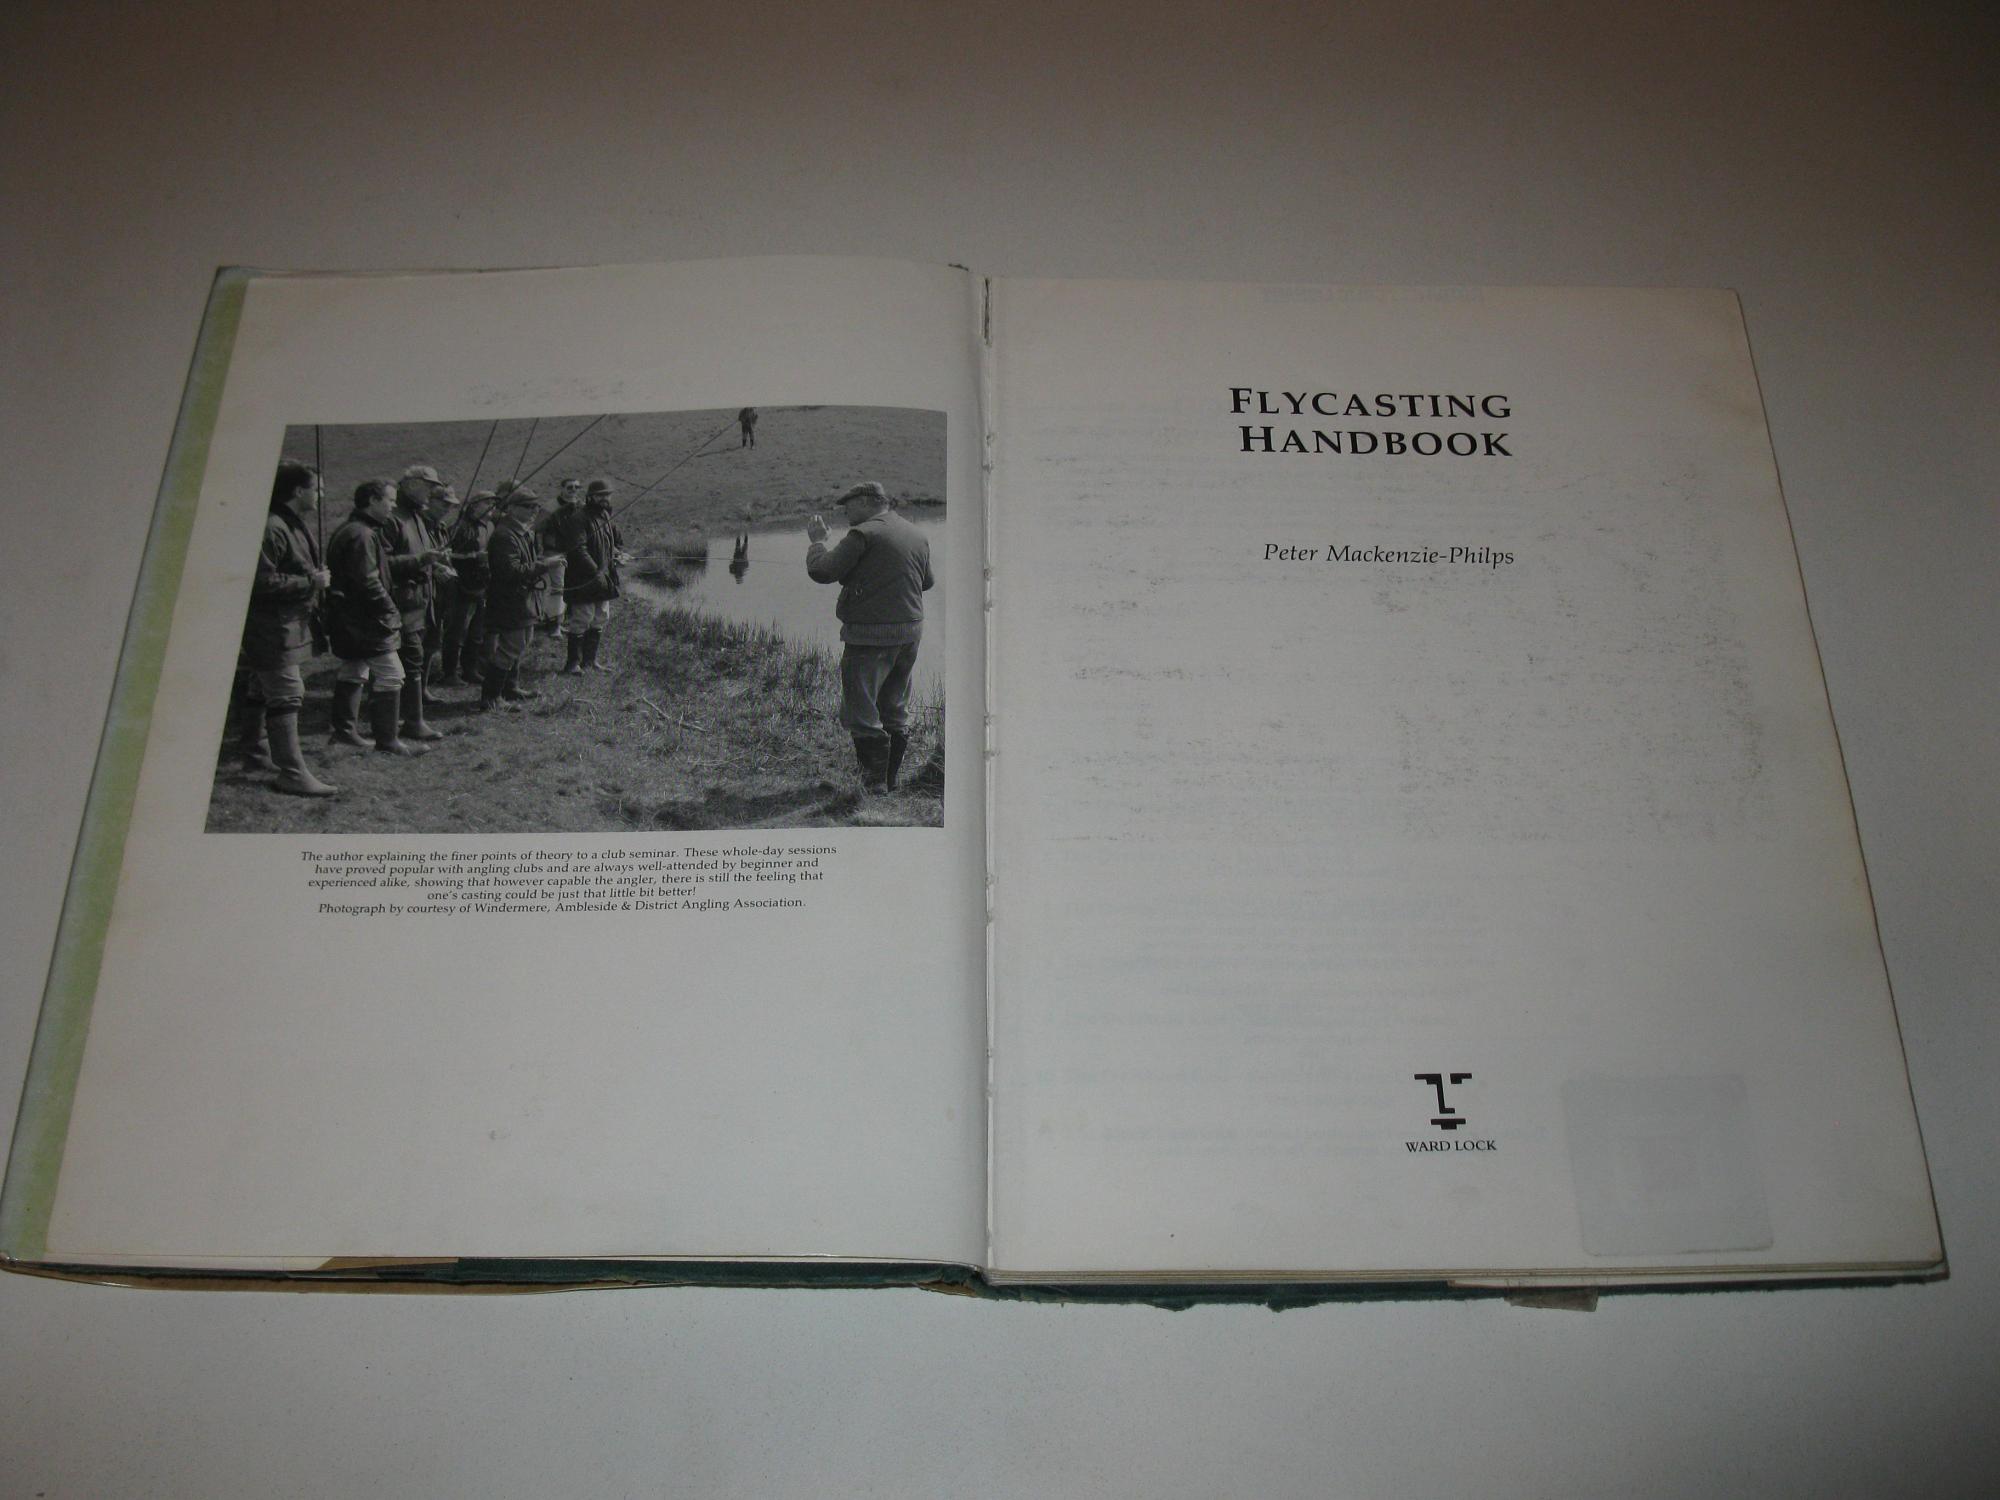 The author explaining the finer points of theory to a club seminar. These whole-day sessions
have proved popular with angling clubs and are always well-attended by beginner and
experienced alike, showing that however capable the angler, there is still the feeling that
one's casting could be just that little bit better!
Photograph by courtesy of Windermere, Ambleside & District Angling Association.
FLYCASTING
HANDBOOK
Peter Mackenzie-Philps
WARD LOCK